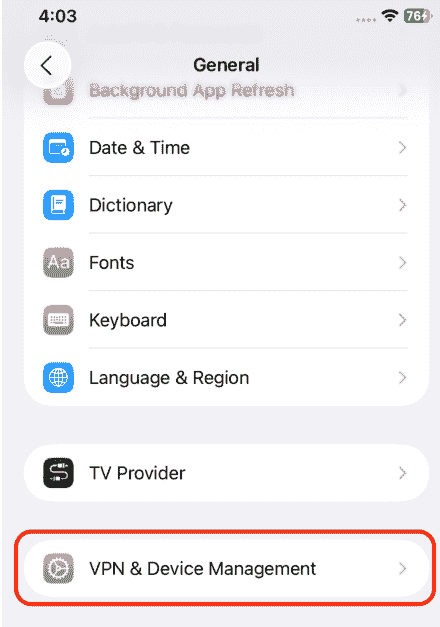 4:03
76
General
Background App Refresh
Date & Time
Dictionary
Aa
Fonts
Keyboard
Language & Region
TV Provider
VPN & Device Management